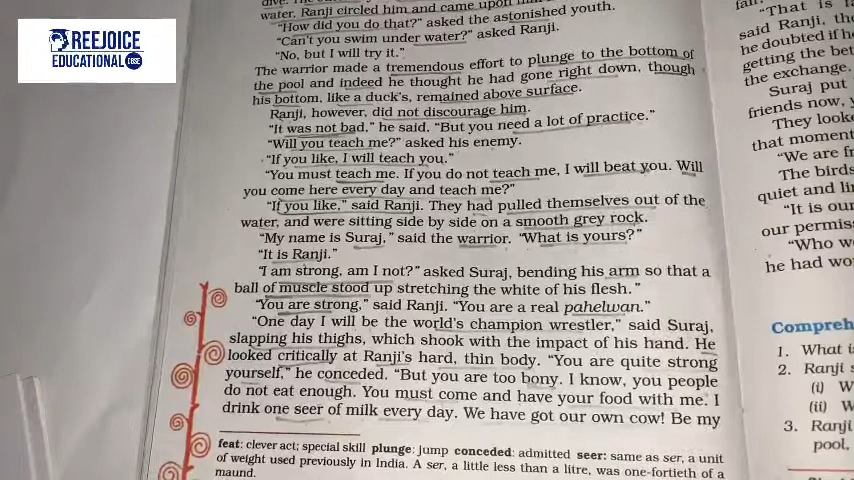 REEJOICE
EDUCATIONAL CBSE
water. Ranji circled him and came upon
"How did you do that?" asked the astonished youth.
"Can't you swim under water?" asked Ranji.
"No, but I will try it."
The warrior made a tremendous effort to plunge to the bottom of
the pool and indeed he thought he had gone right down, though
his bottom, like a duck's, remained above surface.
Ranji, however, did not discourage him.
"It was not bad," he said. "But you need a lot of practice."
"Will you teach me?" asked his enemy.
"If you like, I will teach you."
"You must teach me. If you do not teach me, I will beat you. Will
you come here every day and teach me?"
"If you like," said Ranji. They had pulled themselves out of the
water, and were sitting side by side on a smooth grey rock.
"My name is Suraj," said the warrior. "What is yours?"
"It is Ranji."
"I am strong, am I not?" asked Suraj, bending his arm so that a
ball of muscle stood up stretching the white of his flesh."
"You are strong," said Ranji. "You are a real pahelwan."
"One day I will be the world's champion wrestler," said Suraj,
slapping his thighs, which shook with the impact of his hand. He
looked critically at Ranji's hard, thin body. "You are quite strong
yourself," he conceded. "But you are too bony. I know, you people
do not eat enough. You must come and have your food with me. I
drink one seer of milk every day. We have got our own cow! Be my
feat: clever act; special skill plunge: jump conceded: admitted seer: same as ser, a unit
of weight used previously in India. A ser, a little less than a litre, was one-fortieth of a
maund.
"That is
said Ranji, the
he doubted if h
getting the bet
the exchange.
Suraj put
friends now, y
They looke
that moment
"We are fr
The birds
quiet and li
"It is our
our permis
"Who w
he had wo
Compreh
1. What i
2. Ranji s
(i) W
(ii) W
3. Ranji
pool,